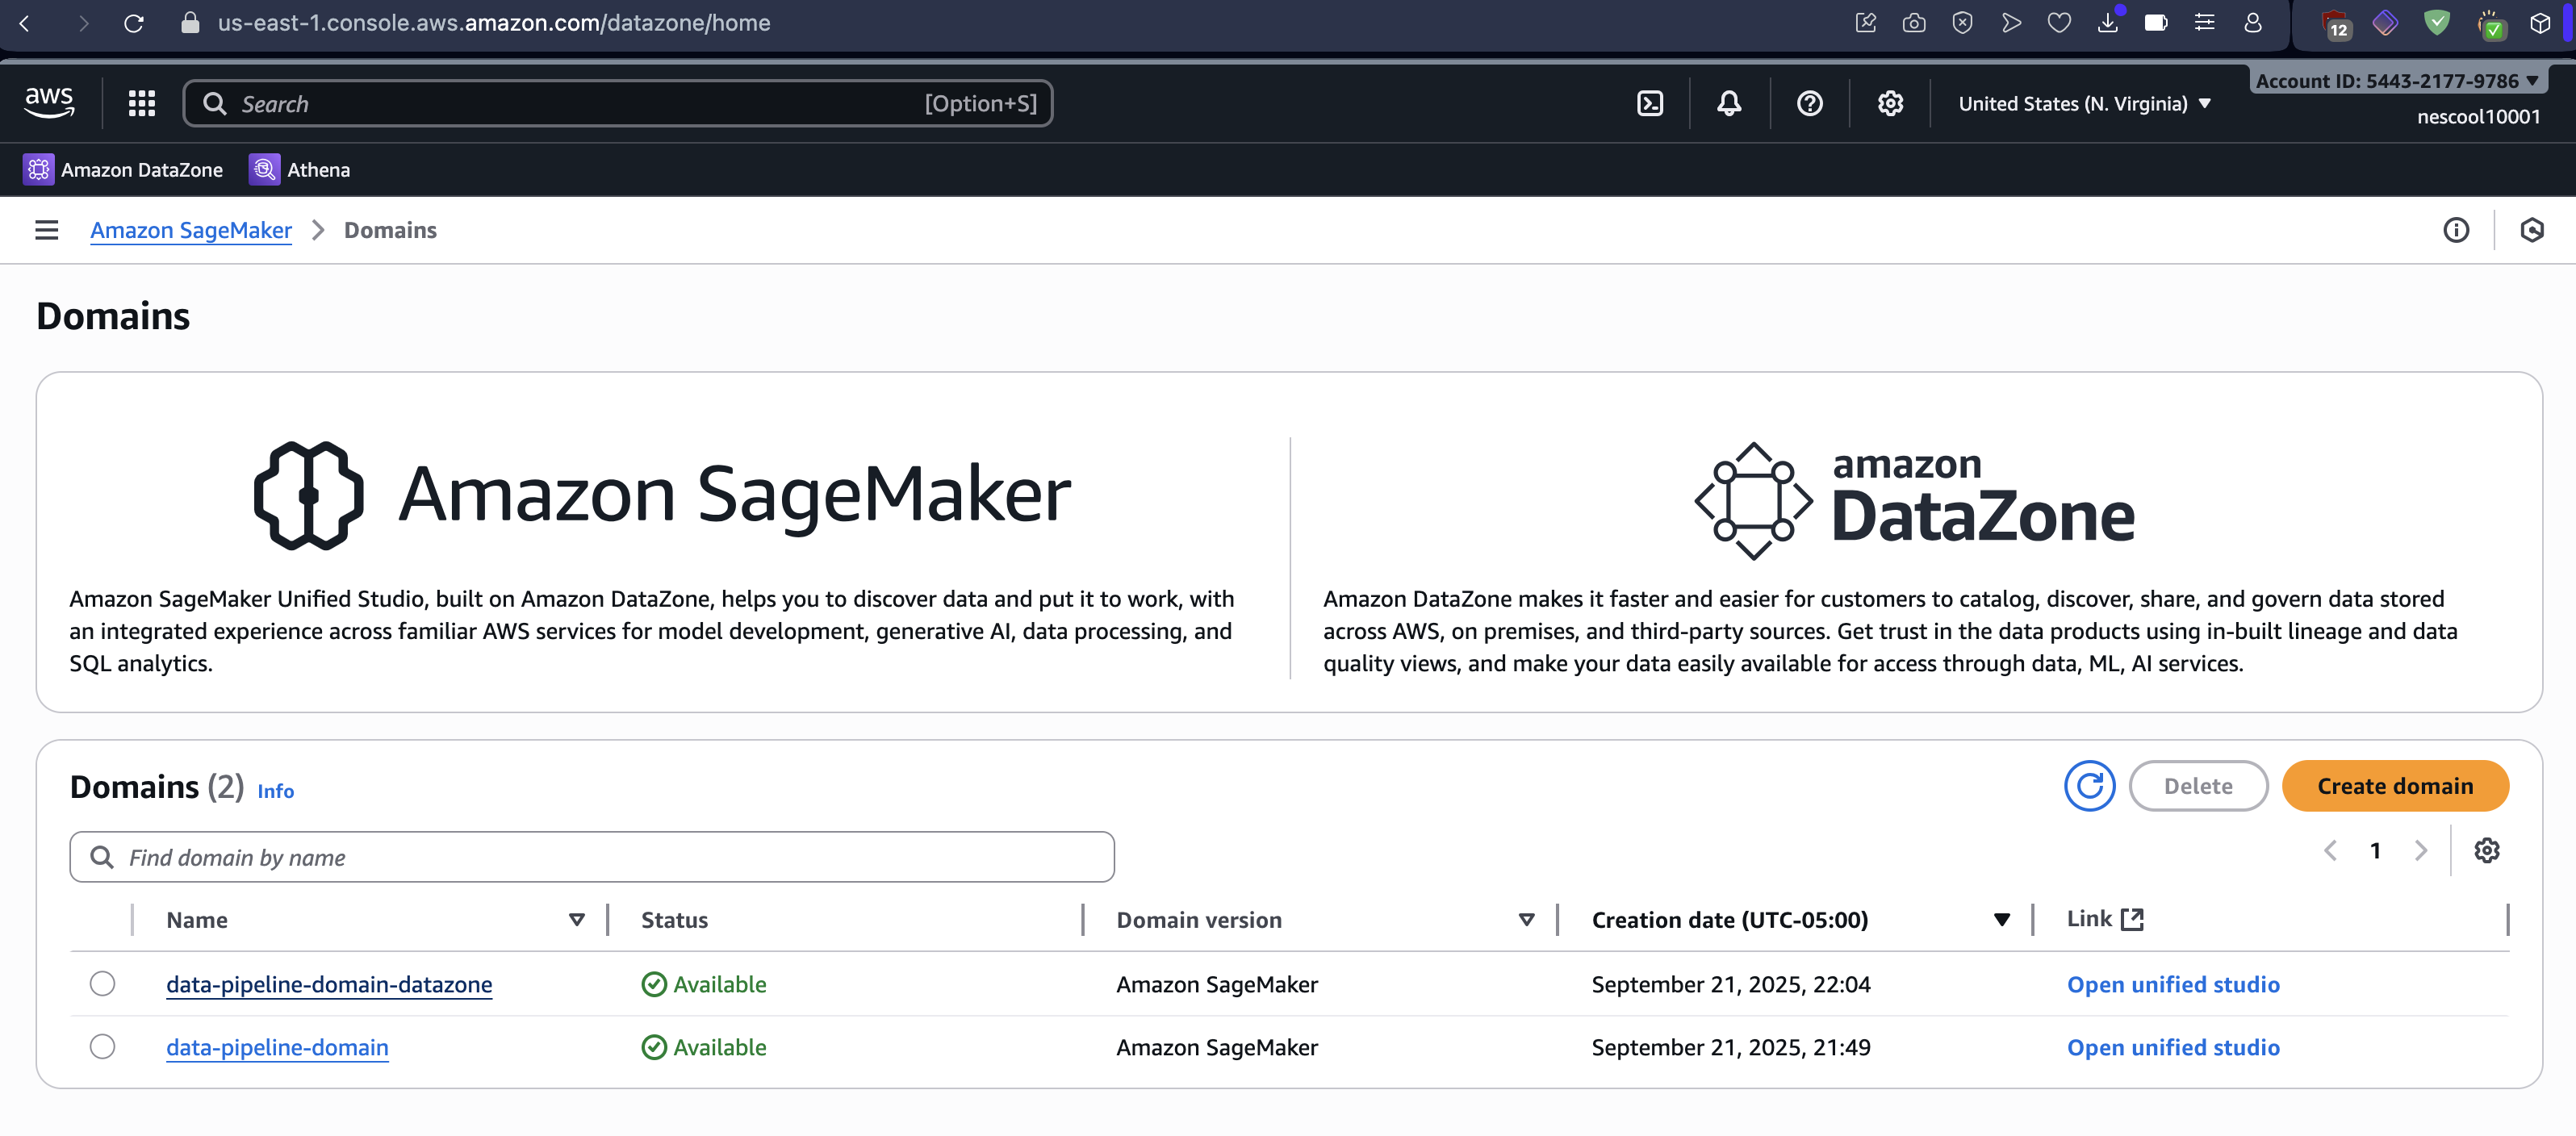 us-east-1.console.aws.amazon.com/datazone/home
12
aws
Search
[Option+S]
United States (N. Virginia)
Account ID: 5443-2177-9786
nescool10001
Amazon DataZone
Athena
Amazon SageMaker
Domains
Domains
Amazon SageMaker
Amazon SageMaker Unified Studio, built on Amazon DataZone, helps you to discover data and put it to work, with
an integrated experience across familiar AWS services for model development, generative AI, data processing, and
SQL analytics.
amazon
DataZone
Amazon DataZone makes it faster and easier for customers to catalog, discover, share, and govern data stored
across AWS, on premises, and third-party sources. Get trust in the data products using in-built lineage and data
quality views, and make your data easily available for access through data, ML, AI services.
Domains (2) Info
Delete
Create domain
Find domain by name
1
Name
Status
Domain version
Creation date (UTC-05:00)
Link
data-pipeline-domain-datazone
Available
Amazon SageMaker
September 21, 2025, 22:04
Open unified studio
data-pipeline-domain
Available
Amazon SageMaker
September 21, 2025, 21:49
Open unified studio